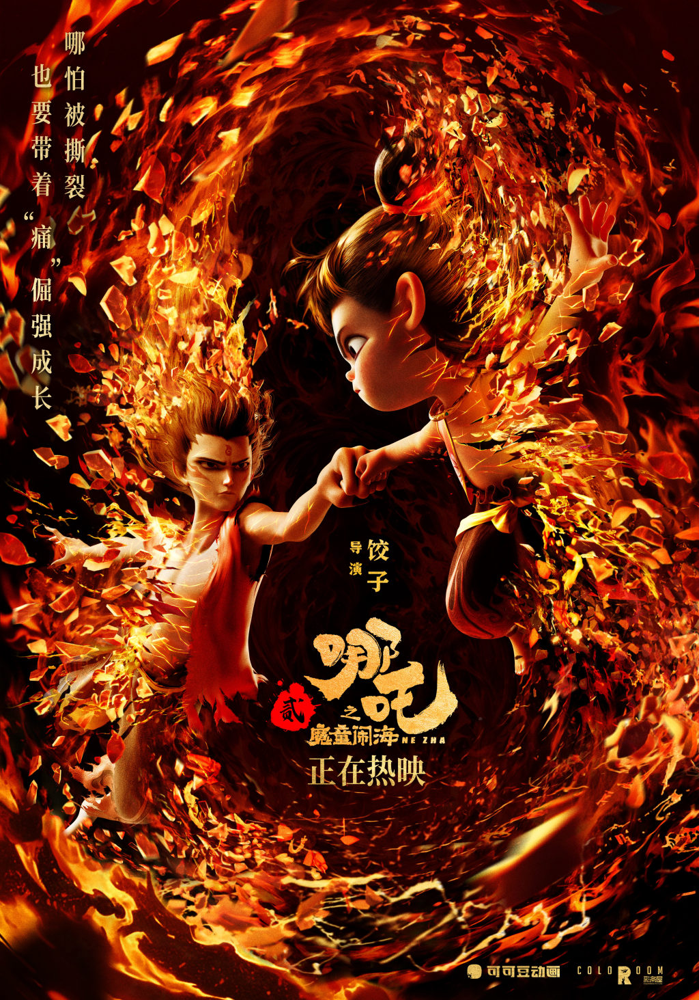 哪怕被撕裂
也要带着“痛”倔强成长
导演
饺子
哪吒
之
贰
魔童闹海 NE ZHA
正在热映
可可豆动画
COLOROOM
彩条屋